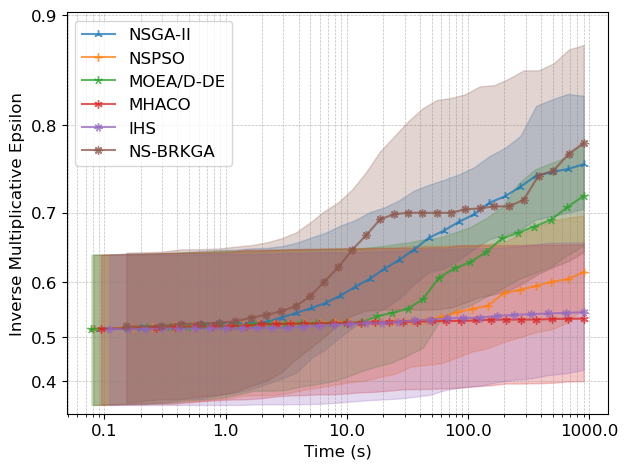 0.9
0.8
0.7
0.6
0.5
0.4
Inverse Multiplicative Epsilon
NSGA-II
NSPSO
MOEA/D-DE
MHACO
IHS
NS-BRKGA
0.1
1.0
10.0
100.0
1000.0
Time (s)